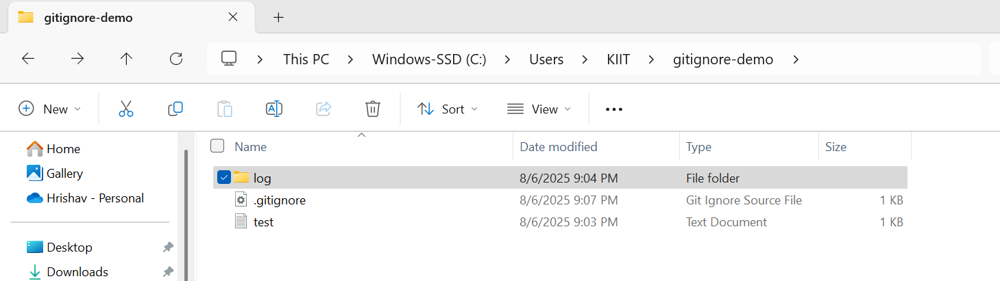 gitignore-demo
This PC > Windows-SSD (C:) > Users > KIIT > gitignore-demo >
New Sort View
Name Date modified Type Size
Home
Gallery
Hrishav - Personal
Desktop
Downloads
log 8/6/2025 9:04 PM File folder
.gitignore 8/6/2025 9:07 PM Git Ignore Source File 1 KB
test 8/6/2025 9:03 PM Text Document 1 KB